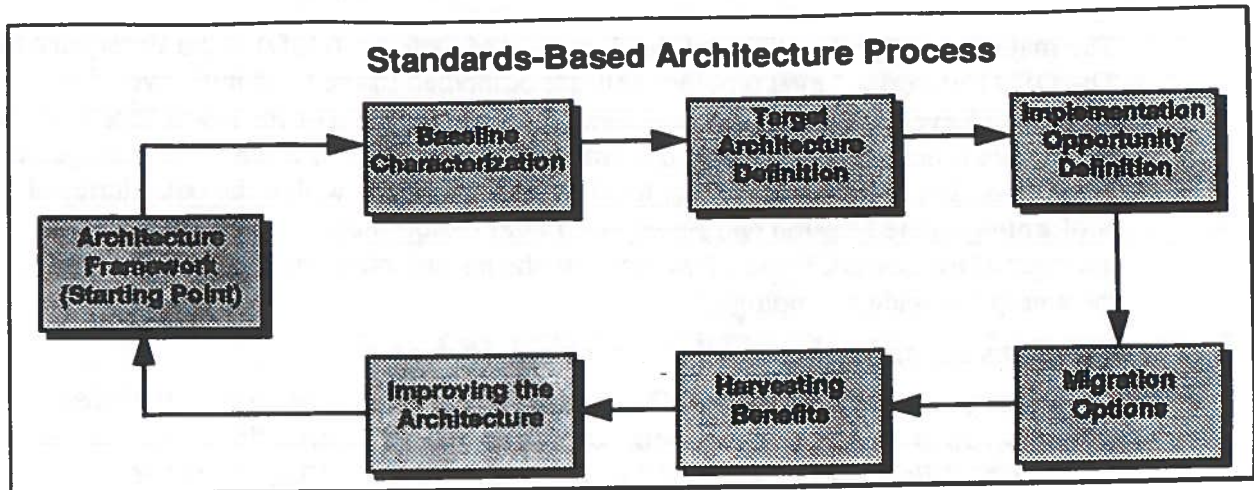 Standards-Based Architecture Process
Baseline
Characterization
Target
Architecture
Definition
Implementation
Opportunity
Definition
Architecture
Framework
(Starting Point)
Improving the
Architecture
Harvesting
Benefits
Migration
Options